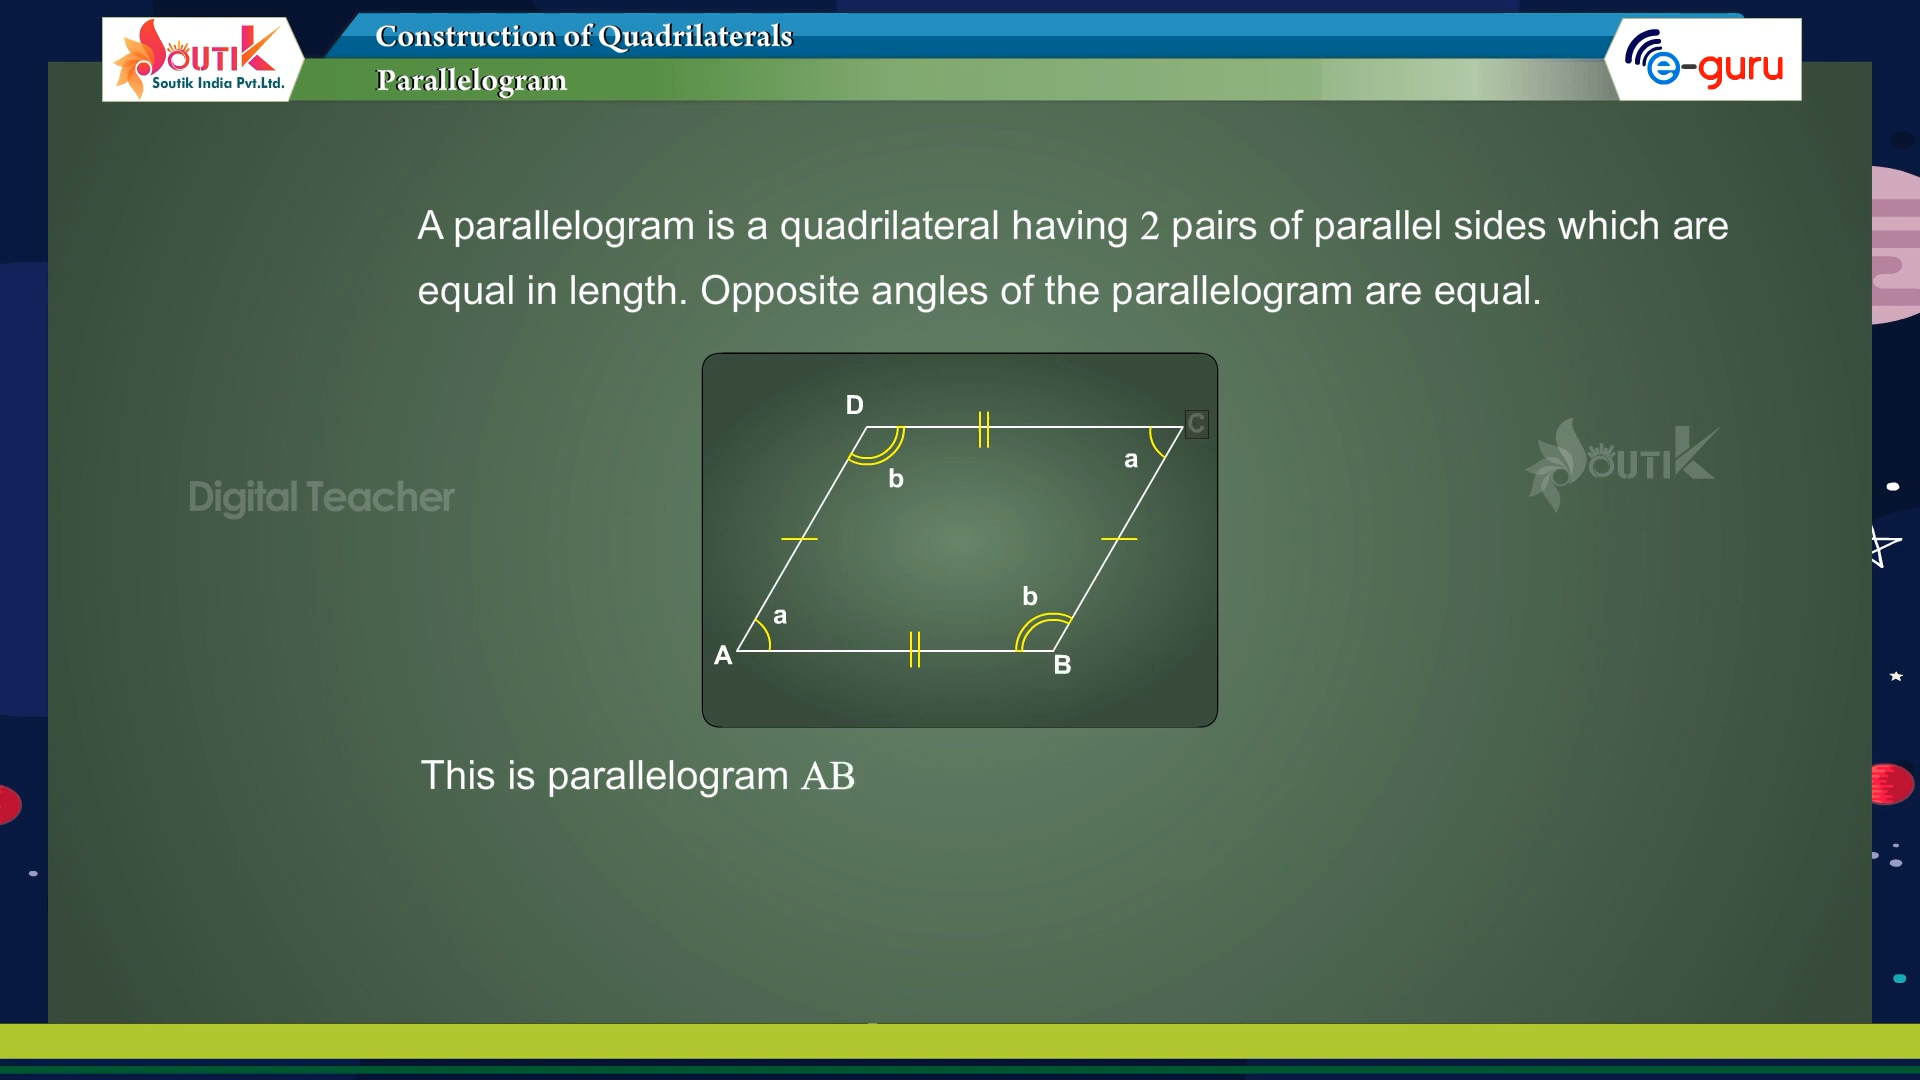 SOUTIK
Soutik India Pvt.Ltd.
Construction of Quadrilaterals
Parallelogram
e-guru
A parallelogram is a quadrilateral having 2 pairs of parallel sides which are
equal in length. Opposite angles of the parallelogram are equal.
D
C
b
a
Digital Teacher
SOUTIK
b
a
A
B
This is parallelogram AB